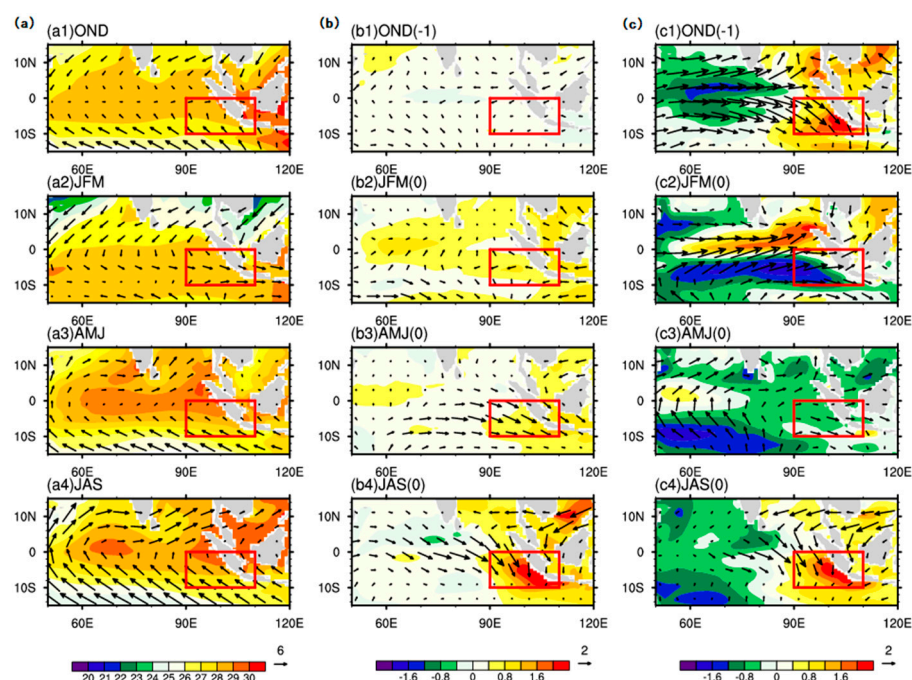 (a) (b) (c)
(a1)OND (b1)OND(-1) (c1)OND(-1)
10N 10N 10N
0 0 0
10S 10S 10S
60E 90E 120E 60E 90E 120E 60E 90E 120E
(a2)JFM (b2)JFM(0) (c2)JFM(0)
10N 10N 10N
0 0 0
10S 10S 10S
60E 90E 120E 60E 90E 120E 60E 90E 120E
(a3)AMJ (b3)AMJ(0) (c3)AMJ(0)
10N 10N 10N
0 0 0
10S 10S 10S
60E 90E 120E 60E 90E 120E 60E 90E 120E
(a4)JAS (b4)JAS(0) (c4)JAS(0)
10N 10N 10N
0 0 0
10S 10S 10S
60E 90E 120E 60E 90E 120E 60E 90E 120E
6 2 2
20 21 22 23 24 25 26 27 28 29 30 -1.6 -0.8 0 0.8 1.6 -1.6 -0.8 0 0.8 1.6